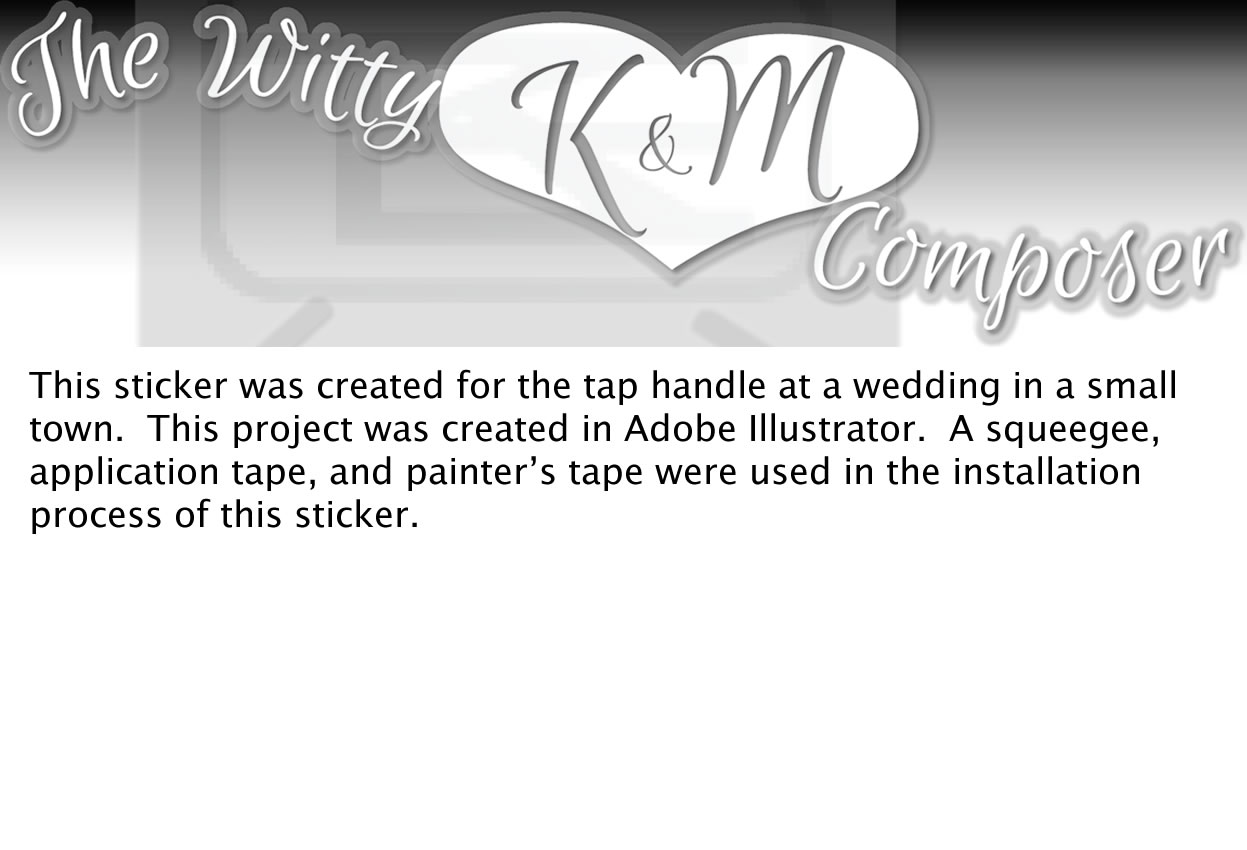 The Witty
K & M
Composer
This sticker was created for the tap handle at a wedding in a small
town.  This project was created in Adobe Illustrator.  A squeegee,
application tape, and painter’s tape were used in the installation
process of this sticker.